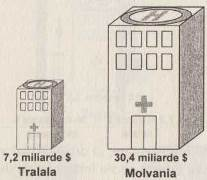 H
H
7,2 miliarde $
Tralala
30,4 miliarde $
Molvania